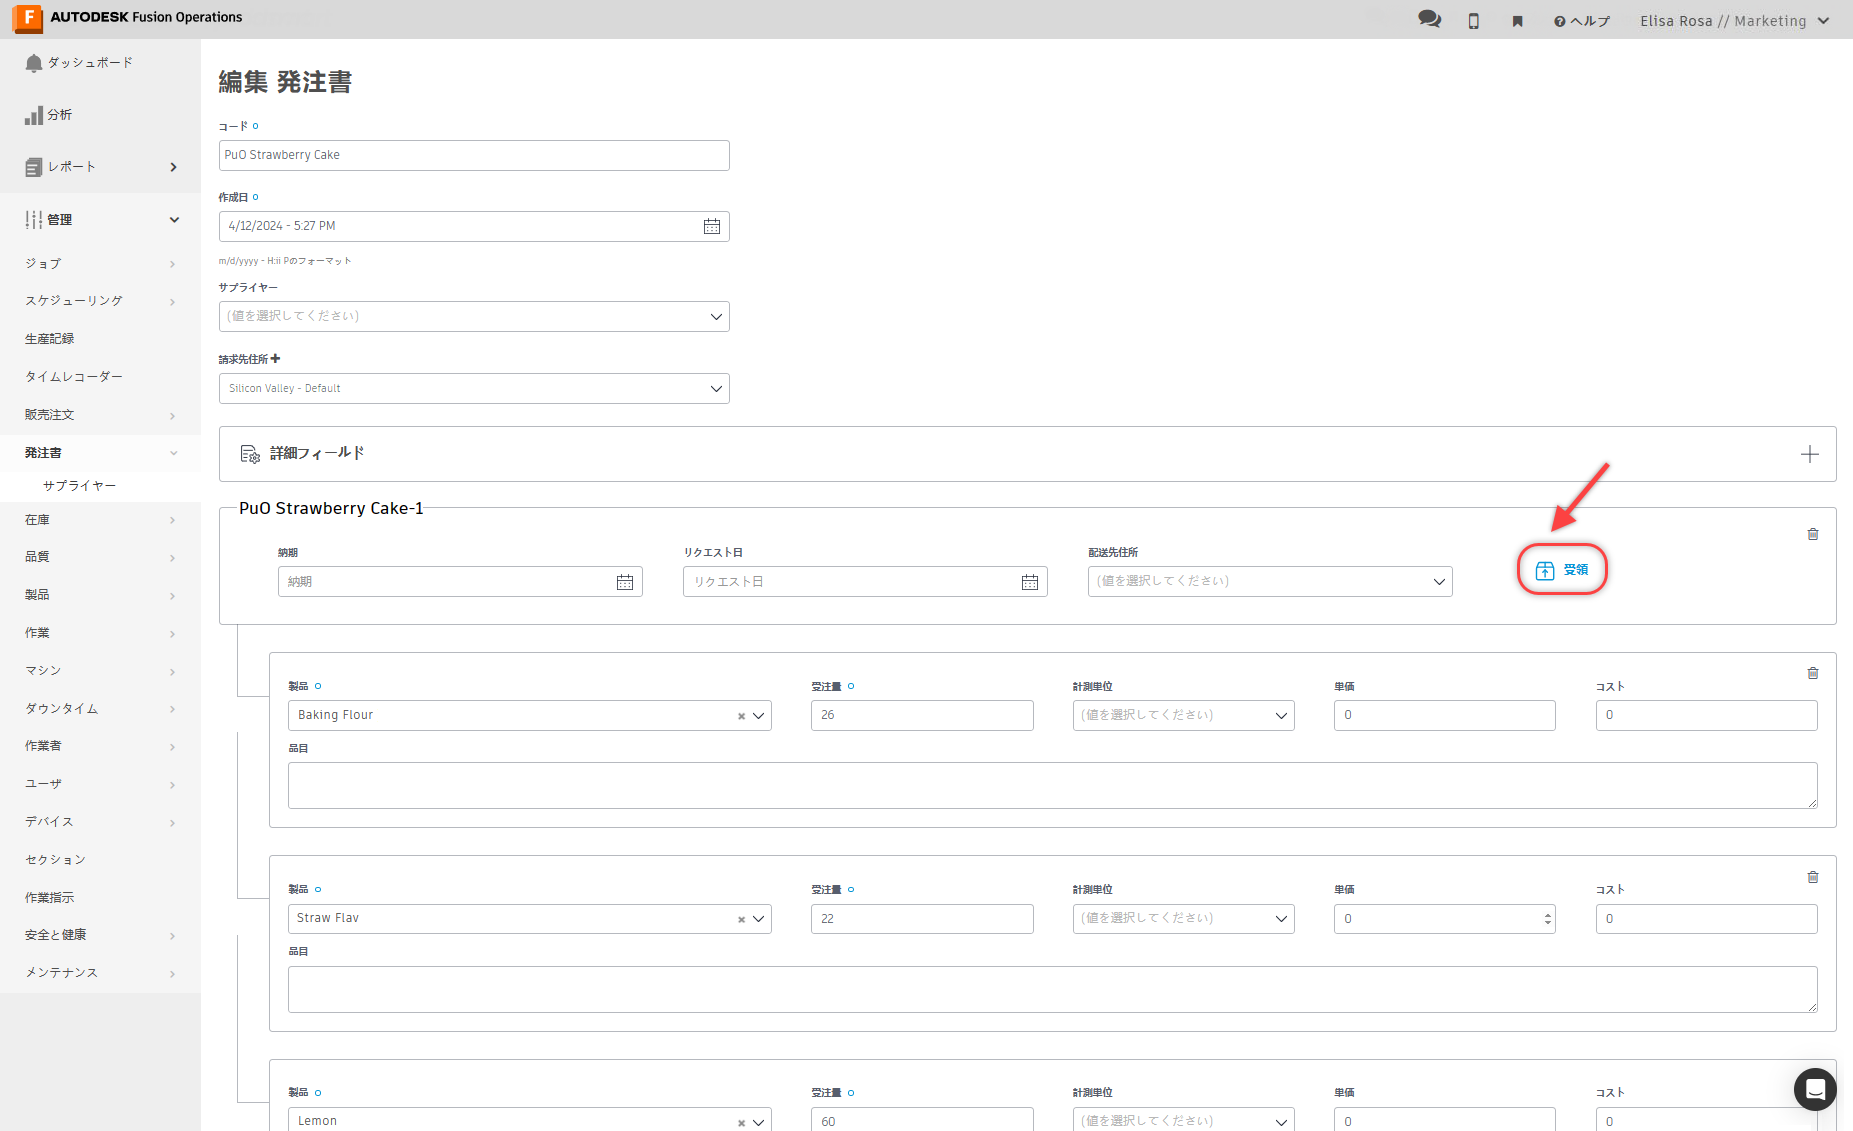 AUTODESK Fusion Operations
ヘルプ
Elisa Rosa // Marketing
ダッシュボード
分析
レポート
管理
ジョブ
スケジューリング
生産記録
タイムレコーダー
販売注文
発注書
サプライヤー
在庫
品質
製品
作業
マシン
ダウンタイム
作業者
ユーザ
デバイス
セクション
作業指示
安全と健康
メンテナンス
編集 発注書
コード
PuO Strawberry Cake
作成日
4/12/2024 - 5:27 PM
m/d/yyyy - H:ii Pのフォーマット
サプライヤー
(値を選択してください)
請求先住所
Silicon Valley - Default
詳細フィールド
PuO Strawberry Cake-1
納期 リクエスト日 配送先住所
納期 リクエスト日 (値を選択してください) 受領
製品 受注量 計測単位 単価 コスト
Baking Flour 26 (値を選択してください) 0 0
品目
製品 受注量 計測単位 単価 コスト
Straw Flav 22 (値を選択してください) 0 0
品目
製品 受注量 計測単位 単価 コスト
Lemon 60 (値を選択してください) 0 0